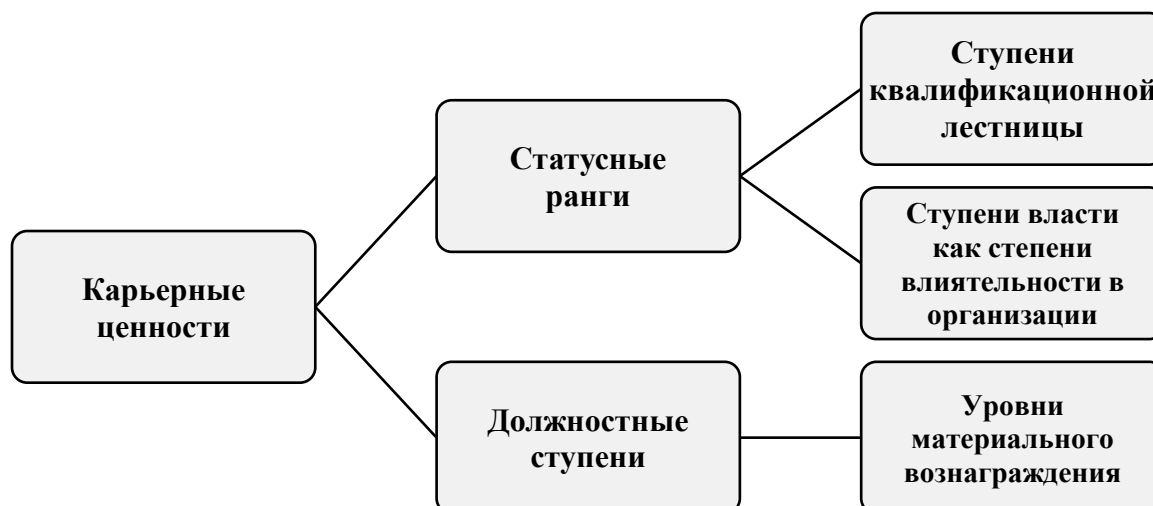 Карьерные
ценности
Статусные
ранги
Должностные
ступени
Ступени
квалификационной
лестницы
Ступени власти
как степени
влиятельности в
организации
Уровни
материального
вознаграждения